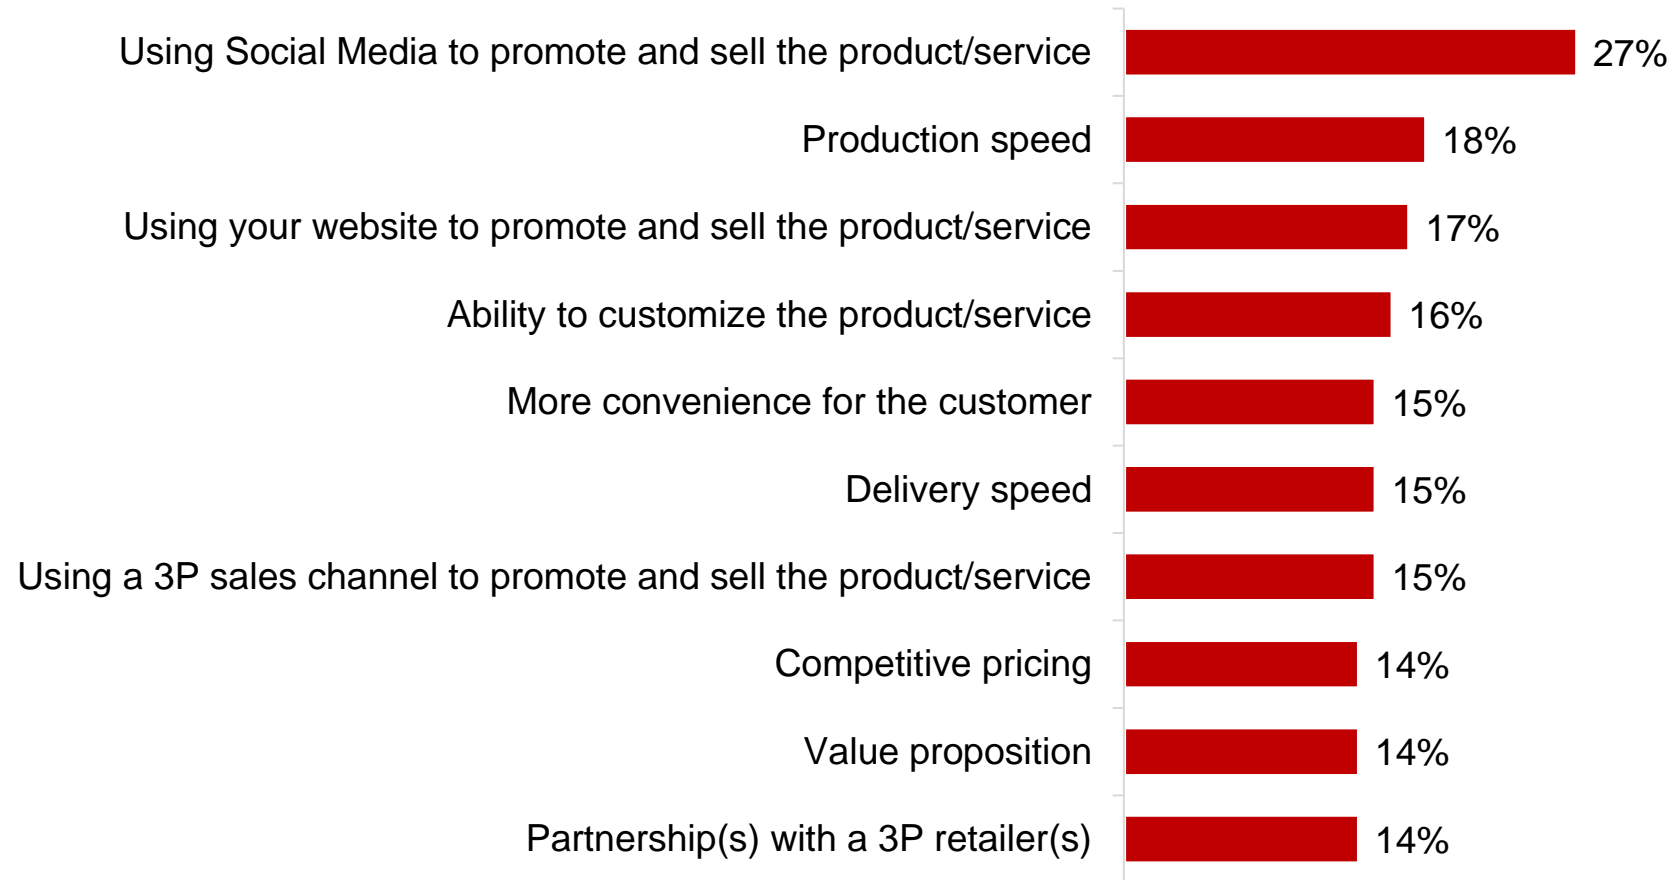 Using Social Media to promote and sell the product/service 27%
Production speed 18%
Using your website to promote and sell the product/service 17%
Ability to customize the product/service 16%
More convenience for the customer 15%
Delivery speed 15%
Using a 3P sales channel to promote and sell the product/service 15%
Competitive pricing 14%
Value proposition 14%
Partnership(s) with a 3P retailer(s) 14%